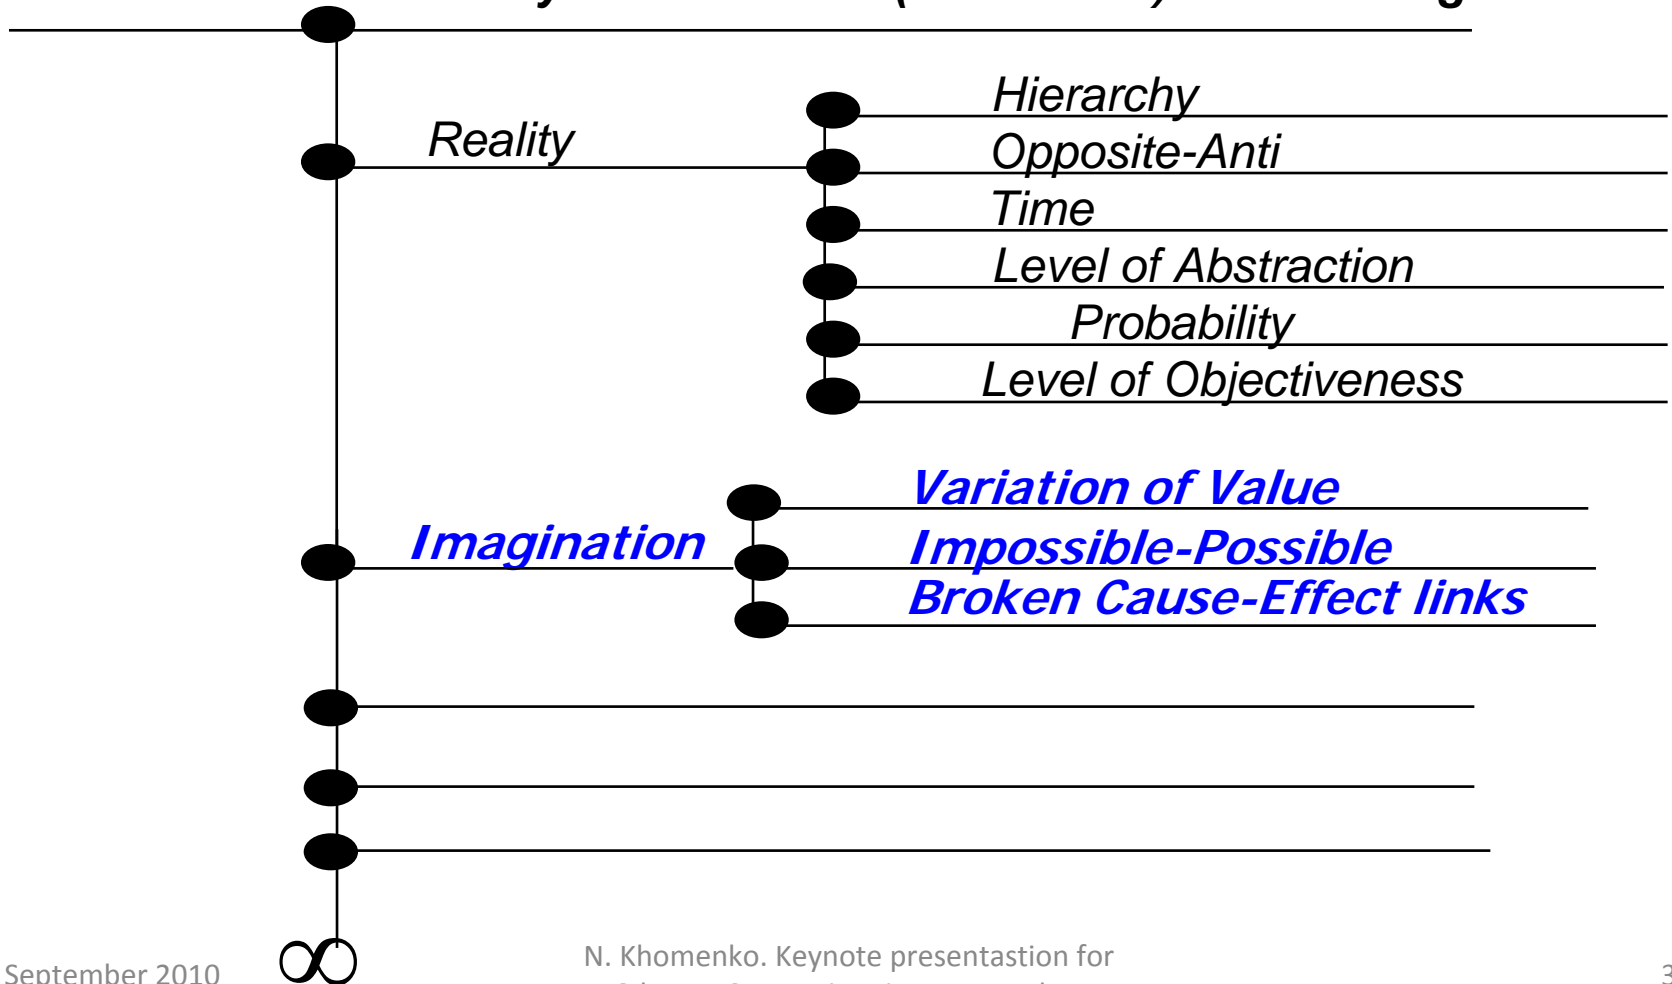 Reality
Hierarchy
Opposite-Anti
Time
Level of Abstraction
Probability
Level of Objectiveness
Imagination
Variation of Value
Impossible-Possible
Broken Cause-Effect links
∞
September 2010
N. Khomenko. Keynote presentastion for
3